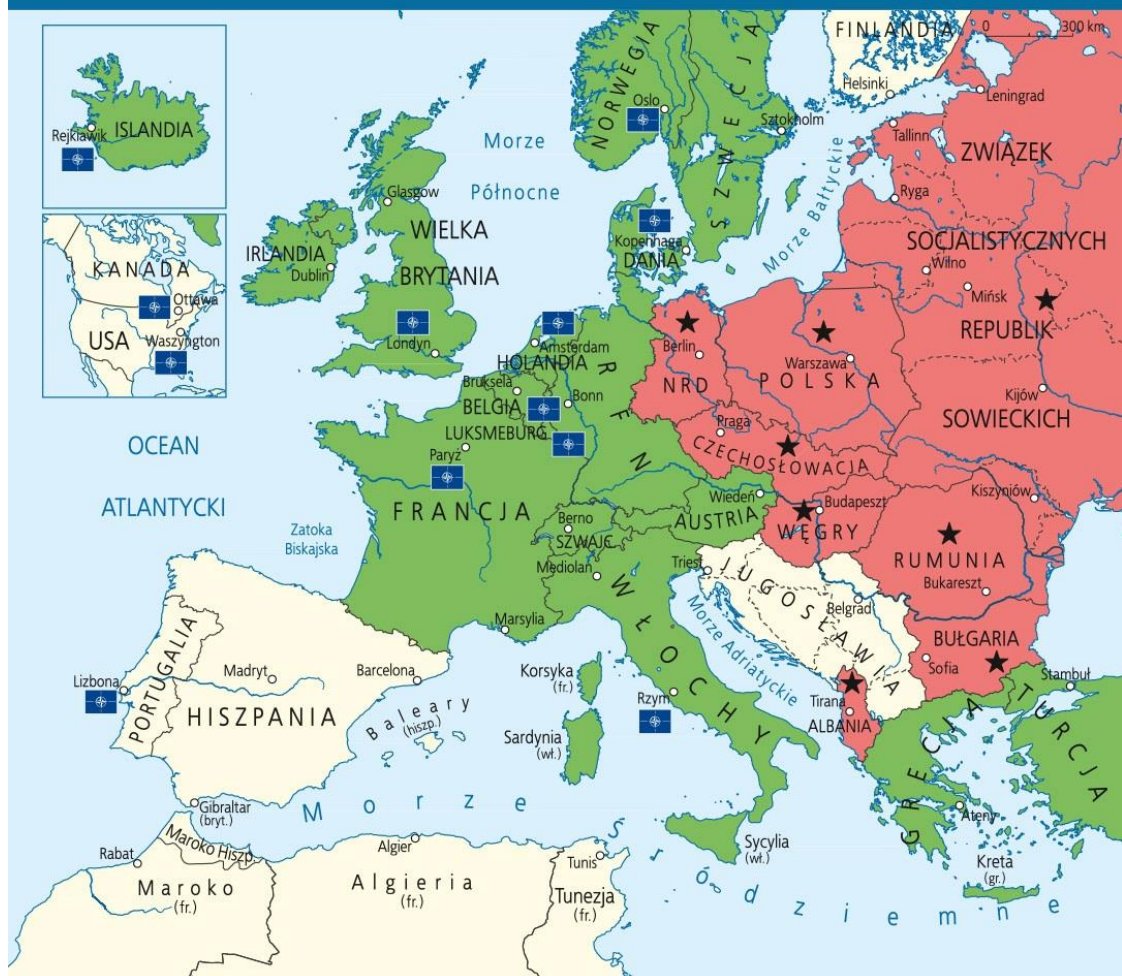 ISLANDIA
Rejkiawik
KANADA
Ottawa
USA
Waszyngton
OCEAN
ATLANTYCKI
Morze
Północne
NORWEGIA
Oslo
SZWECJA
Sztokholm
FINLANDIA
Helsinki
0 300 km
Leningrad
Tallinn
Ryga
ZWIĄZEK
SOCJALISTYCZNYCH
REPUBLIK
SOWIECKICH
Wilno
Mińsk
Kijów
Kiszyniów
Morze Bałtyckie
Glasgow
WIELKA
BRYTANIA
IRLANDIA
Dublin
Londyn
Kopenhaga
DANIA
Amsterdam
HOLANDIA
Bruksela
BELGIA
Bonn
LUKSMEBURG
RFN
Berlin
NRD
Warszawa
POLSKA
Praga
CZECHOSŁOWACJA
Paryż
FRANCJA
Wiedeń
AUSTRIA
Budapeszt
WĘGRY
Berno
SZWAJC.
Mediolan
Zatoka
Biskajska
Marsylia
Triest
JUGOSŁAWIA
Belgrad
RUMUNIA
Bukareszt
BUŁGARIA
Sofia
Morze Adriatyckie
WŁOCHY
Rzym
Korsyka
(fr.)
Sardynia
(wł.)
Sycylia
(wł.)
Tirana
ALBANIA
GRECJA
Ateny
Kreta
(gr.)
Stambuł
TURCJA
PORTUGALIA
Lizbona
Madryt
Barcelona
HISZPANIA
Baleary
(hiszp.)
Gibraltar
(bryt.)
Morze Śródziemne
Maroko Hiszp.
Rabat
Maroko
(fr.)
Algier
Algieria
(fr.)
Tunis
Tunezja
(fr.)